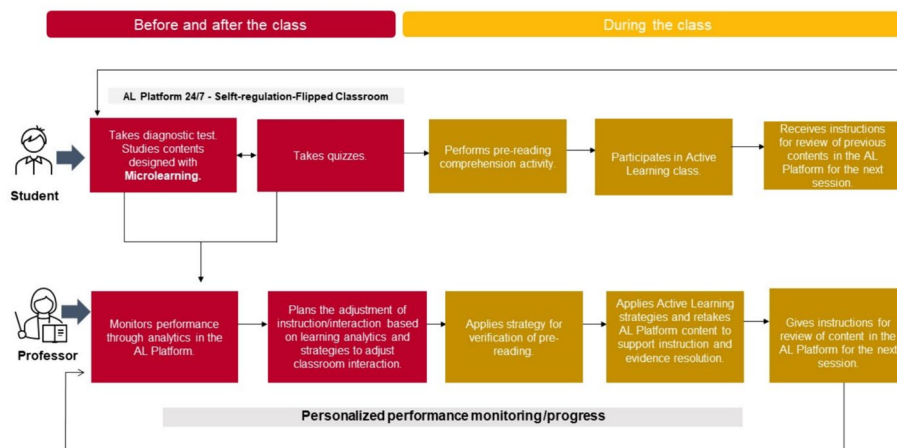 Before and after the class
During the class
AL Platform 24/7 - Selft-regulation-Flipped Classroom
Student
Takes diagnostic test.
Studies contents
designed with
Microlearning.
Takes quizzes.
Performs pre-reading
comprehension activity.
Participates in Active
Learning class.
Receives instructions
for review of previous
contents in the AL
Platform for the next
session.
Professor
Monitors performance
through analytics in the
AL Platform.
Plans the adjustment of
instruction/interaction based
on learning analytics and
strategies to adjust
classroom interaction.
Applies strategy for
verification of pre-
reading.
Applies Active Learning
strategies and retakes
AL Platform content to
support instruction and
evidence resolution.
Gives instructions for
review of content in the
AL Platform for the next
session.
Personalized performance monitoring/progress